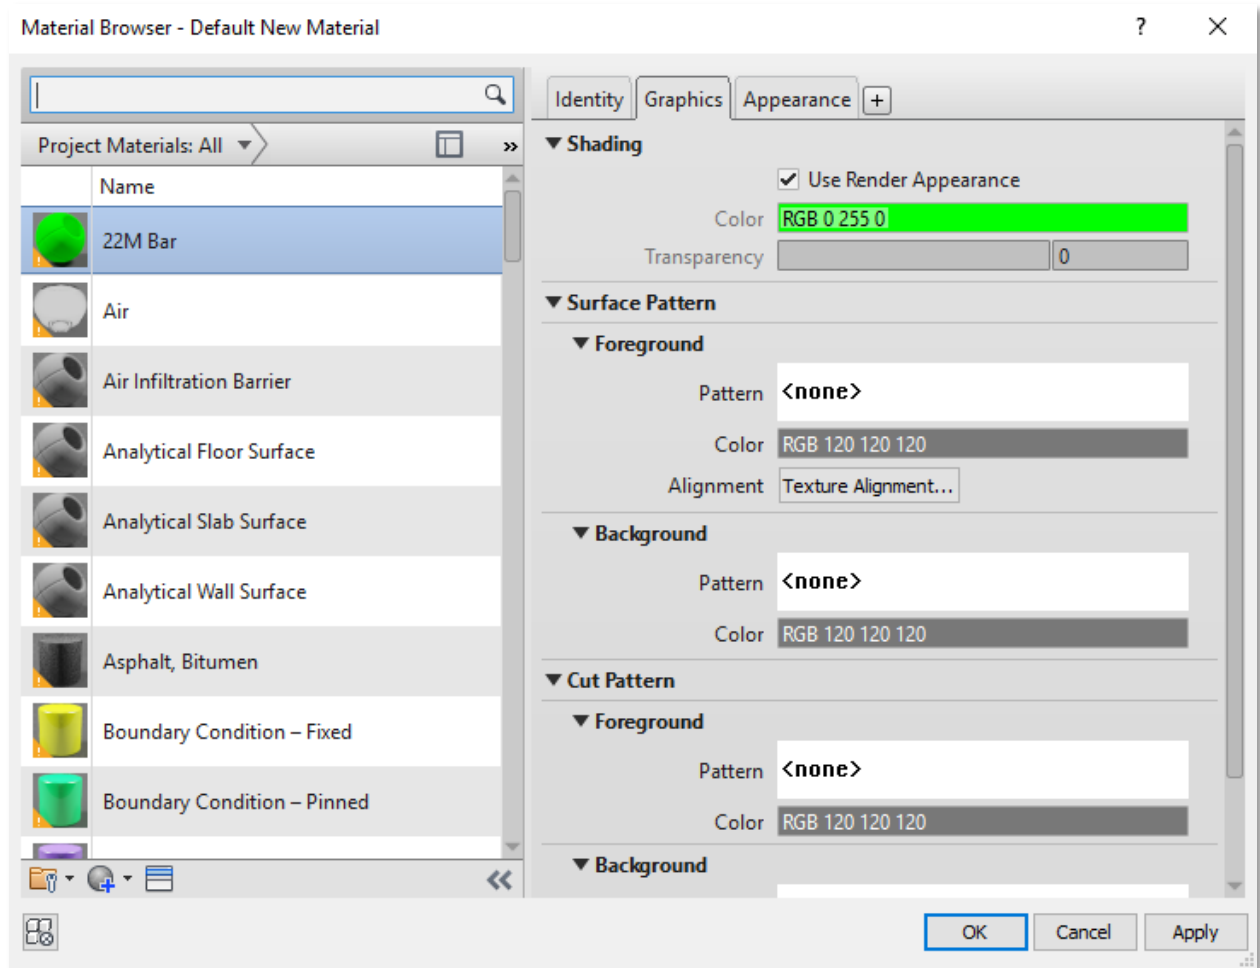 Material Browser - Default New Material
?
Project Materials: All
»
Name
22M Bar
Air
Air Infiltration Barrier
Analytical Floor Surface
Analytical Slab Surface
Analytical Wall Surface
Asphalt, Bitumen
Boundary Condition – Fixed
Boundary Condition – Pinned
Identity Graphics Appearance +
Shading
Use Render Appearance
Color RGB 0 255 0
Transparency 0
Surface Pattern
Foreground
Pattern <none>
Color RGB 120 120 120
Alignment Texture Alignment...
Background
Pattern <none>
Color RGB 120 120 120
Cut Pattern
Foreground
Pattern <none>
Color RGB 120 120 120
Background
OK Cancel Apply